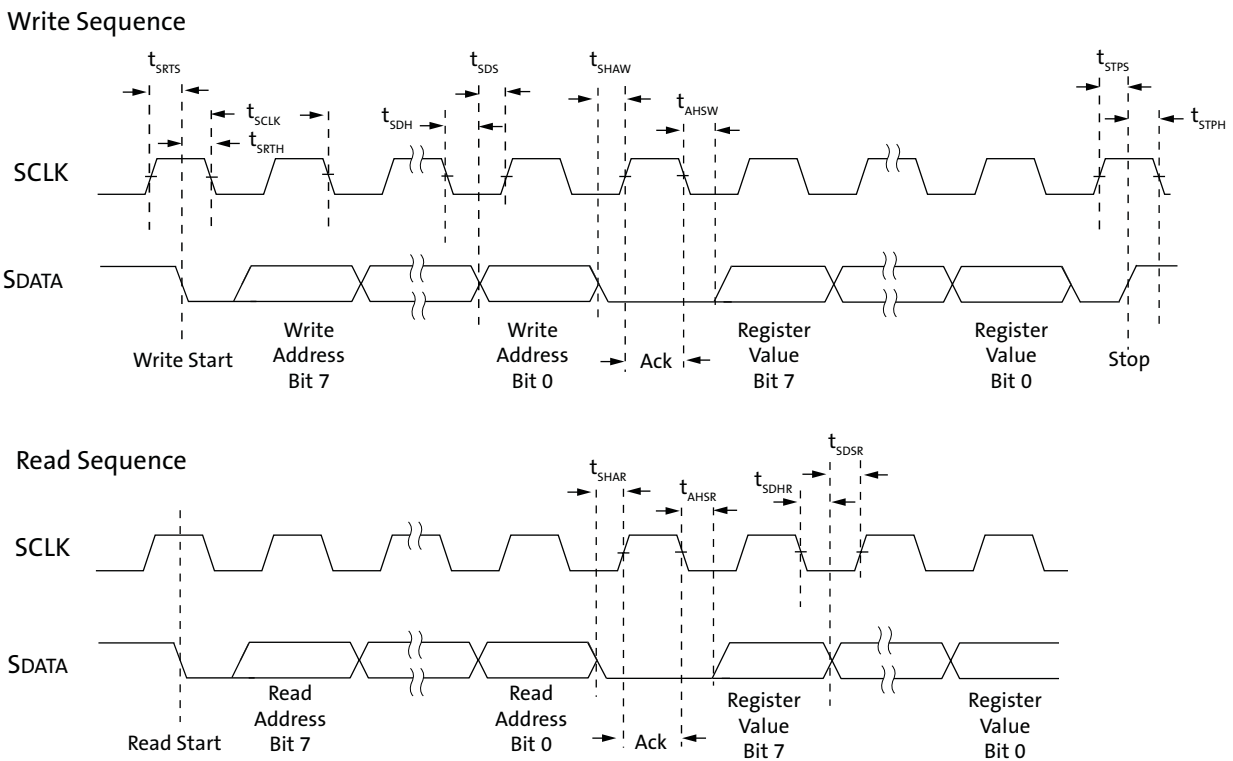 Write Sequence
tSRTS
tSDS
tSHAW
tSTPS
tSCLK
tSDH
tAHSW
tSTPH
tSRTH
SCLK
SDATA
Write Start
Write
Address
Bit 7
Write
Address
Bit 0
Ack
Register
Value
Bit 7
Register
Value
Bit 0
Stop
Read Sequence
tSHAR
tAHSR
tSDHR
tSDSR
SCLK
SDATA
Read Start
Read
Address
Bit 7
Read
Address
Bit 0
Ack
Register
Value
Bit 7
Register
Value
Bit 0